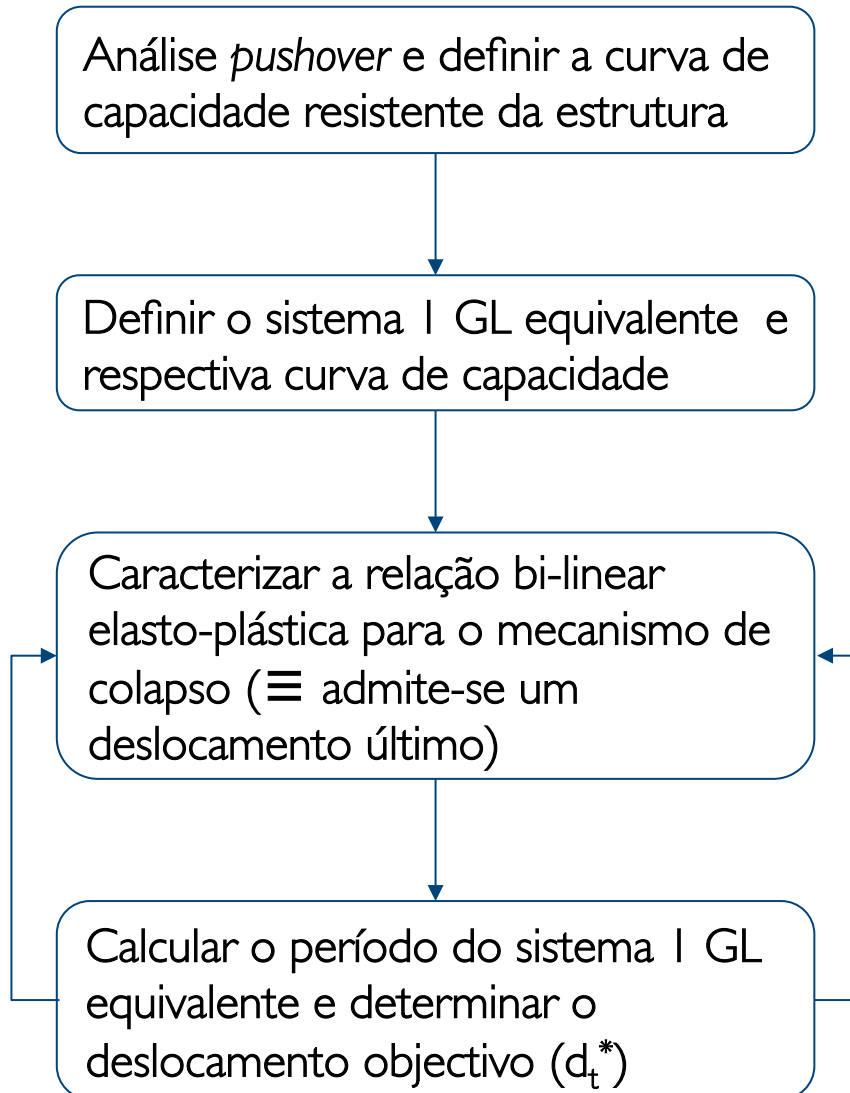 Análise pushover e definir a curva de
capacidade resistente da estrutura
Definir o sistema 1 GL equivalente e
respectiva curva de capacidade
Caracterizar a relação bi-linear
elasto-plástica para o mecanismo de
colapso (≡ admite-se um
deslocamento último)
Calcular o período do sistema 1 GL
equivalente e determinar o
deslocamento objectivo (dt*)